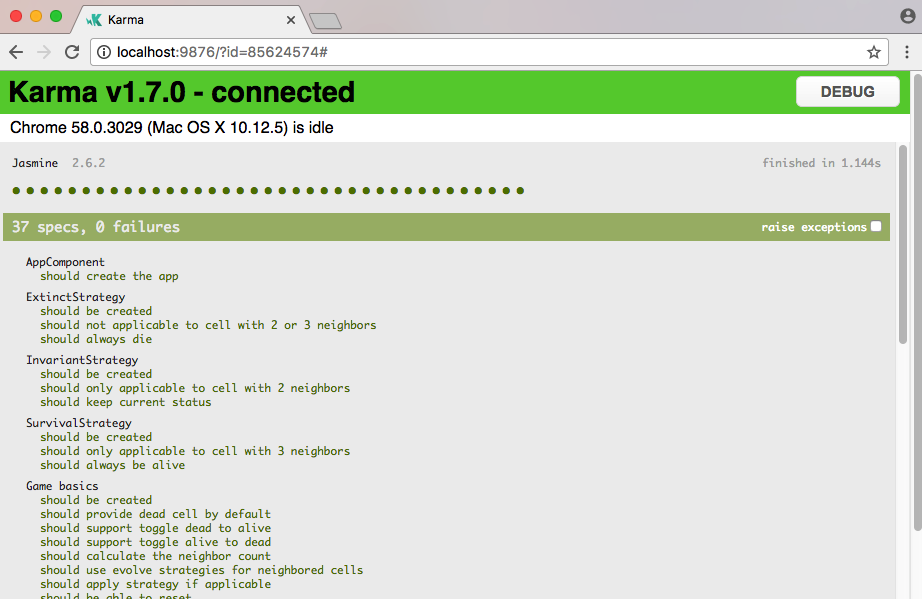 Karma
localhost:9876/?id=85624574#
Karma v1.7.0 - connected
DEBUG
Chrome 58.0.3029 (Mac OS X 10.12.5) is idle
Jasmine 2.6.2
finished in 1.144s
37 specs, 0 failures
raise exceptions
AppComponent
should create the app
ExtinctStrategy
should be created
should not applicable to cell with 2 or 3 neighbors
should always die
InvariantStrategy
should be created
should only applicable to cell with 2 neighbors
should keep current status
SurvivalStrategy
should be created
should only applicable to cell with 3 neighbors
should always be alive
Game basics
should be created
should provide dead cell by default
should support toggle dead to alive
should support toggle alive to dead
should calculate the neighbor count
should use evolve strategies for neighbored cells
should apply strategy if applicable
should be able to reset